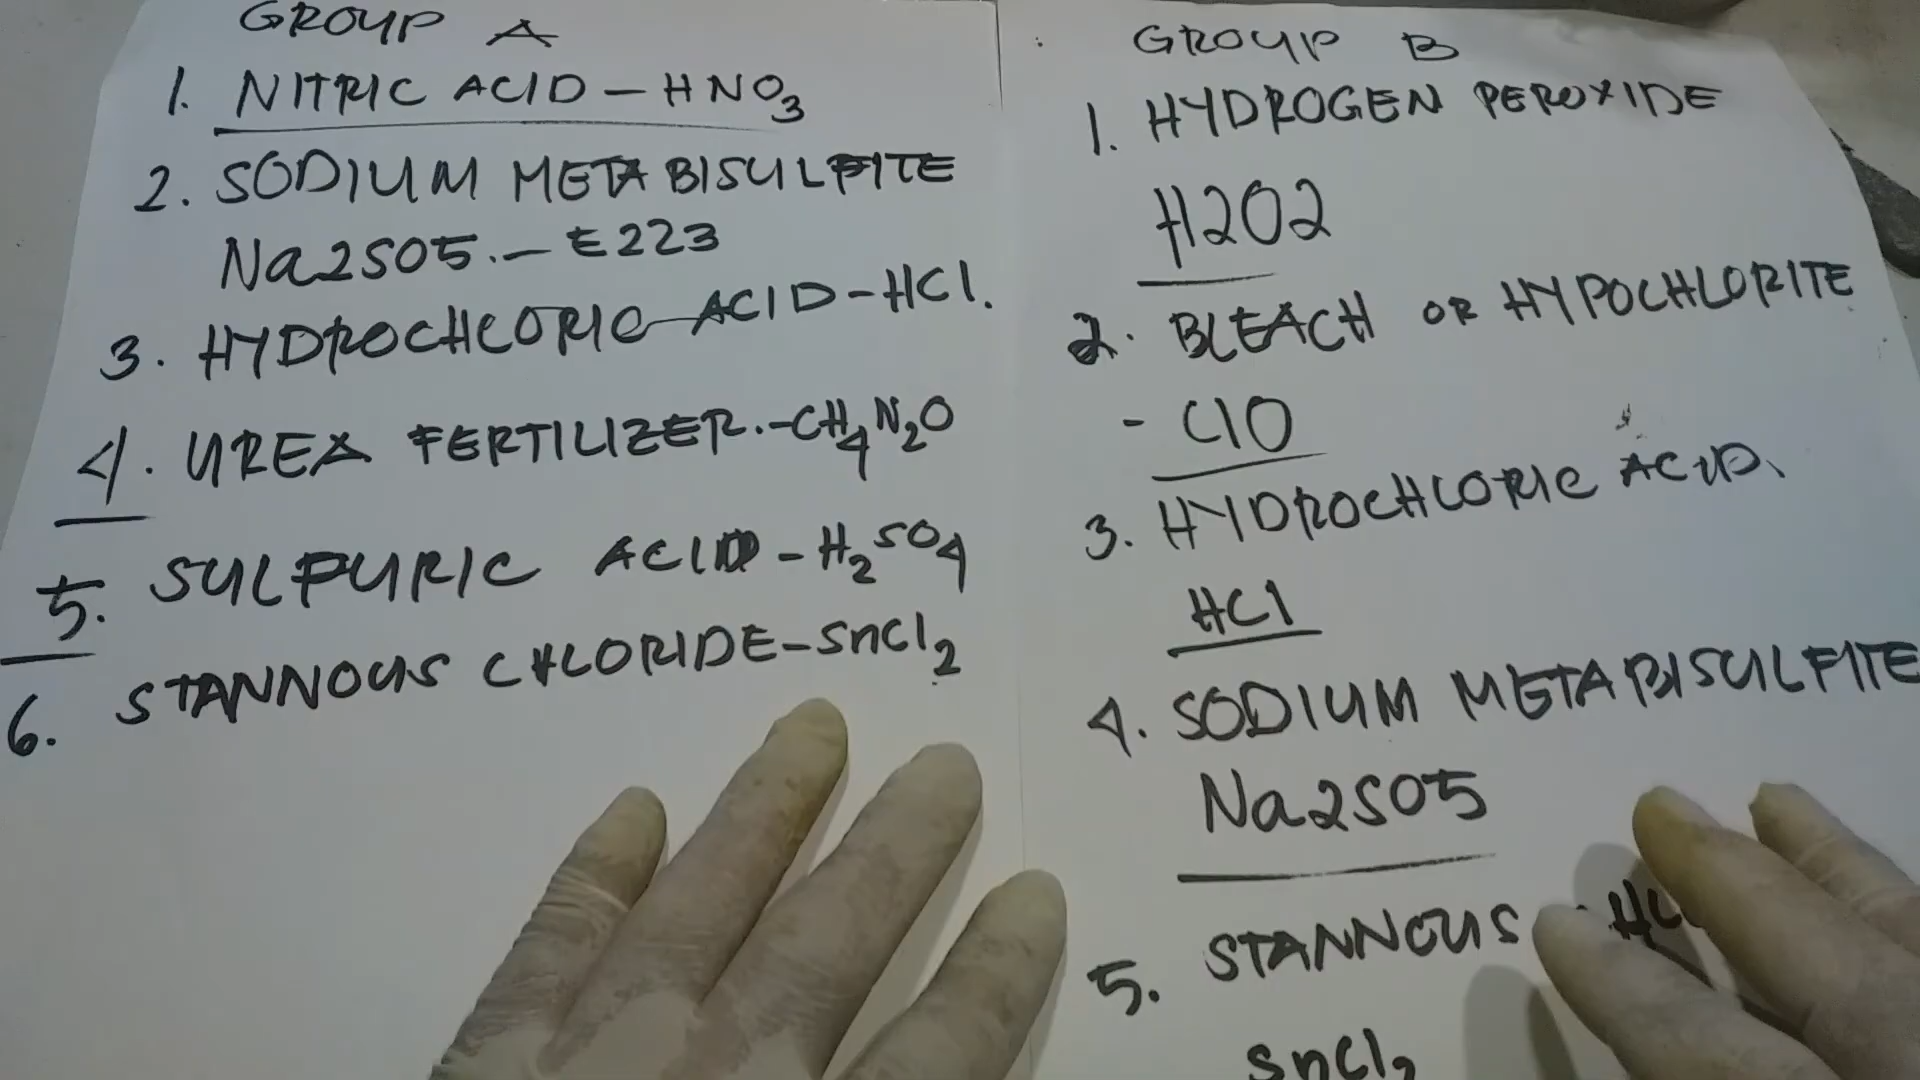 GROUP A
1. NITRIC ACID - HNO3
2. SODIUM METABISULFITE
Na2SO5. - E223
3. HYDROCHLORIC ACID - HCl.
4. UREA FERTILIZER. - CH4N2O
5. SULPURIC ACID - H2SO4
6. STANNOUS CHLORIDE - SnCl2
GROUP B
1. HYDROGEN PEROXIDE
H2O2
2. BLEACH OR HYPOCHLORITE
- ClO
3. HYDROCHLORIC ACID.
HCl
4. SODIUM METABISULFITE
Na2SO5
5. STANNOUS
SnCl2